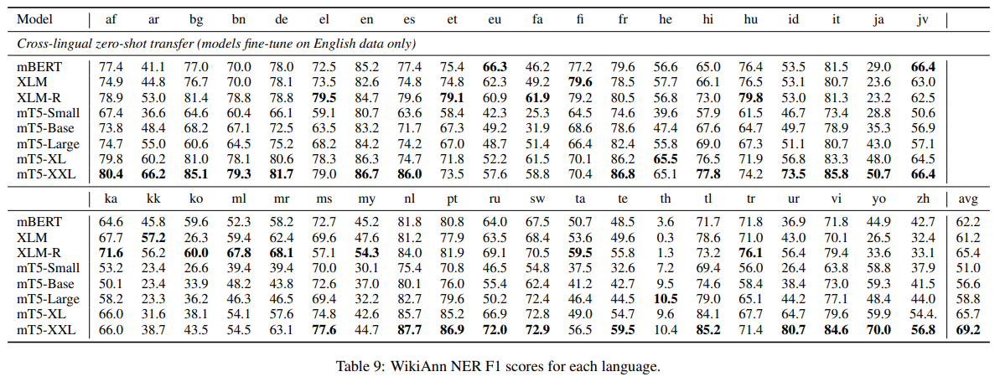 Model af ar bg bn de el en es et eu fa fi fr he hi hu id it ja jv
Cross-lingual zero-shot transfer (models fine-tune on English data only)
mBERT 77.4 41.1 77.0 70.0 78.0 72.5 85.2 77.4 75.4 66.3 46.2 77.2 79.6 56.6 65.0 76.4 53.5 81.5 29.0 66.4
XLM 74.9 44.8 76.7 70.0 78.1 73.5 82.6 74.8 74.8 62.3 49.2 79.6 78.5 57.7 66.1 76.5 53.1 80.7 23.6 63.0
XLM-R 78.9 53.0 81.4 78.8 78.8 79.5 84.7 79.6 79.1 60.9 61.9 79.2 80.5 56.8 73.0 79.8 53.0 81.3 23.2 62.5
mT5-Small 67.4 36.6 64.6 60.4 66.1 59.1 80.7 63.6 58.4 42.3 25.3 64.5 74.6 39.6 57.9 61.5 46.7 73.4 28.8 50.6
mT5-Base 73.8 48.4 68.2 67.1 72.5 63.5 83.2 71.7 67.3 49.2 31.9 68.6 78.6 47.4 67.6 64.7 49.7 78.9 35.3 56.9
mT5-Large 74.7 55.0 60.6 64.5 75.2 68.2 84.2 74.2 67.0 48.7 51.4 66.4 82.4 55.8 69.0 67.3 51.1 80.7 43.0 57.1
mT5-XL 79.8 60.2 81.0 78.1 80.6 78.3 86.3 74.7 71.8 52.2 61.5 70.1 86.2 65.5 76.5 71.9 56.8 83.3 48.0 64.5
mT5-XXL 80.4 66.2 85.1 79.3 81.7 79.0 86.7 86.0 73.5 57.6 58.8 70.4 86.8 65.1 77.8 74.2 73.5 85.8 50.7 66.4
ka kk ko ml mr ms my nl pt ru sw ta te th tl tr ur vi yo zh avg
mBERT 64.6 45.8 59.6 52.3 58.2 72.7 45.2 81.8 80.8 64.0 67.5 50.7 48.5 3.6 71.7 71.8 36.9 71.8 44.9 42.7 62.2
XLM 67.7 57.2 26.3 59.4 62.4 69.6 47.6 81.2 77.9 63.5 68.4 53.6 49.6 0.3 78.6 71.0 43.0 70.1 26.5 32.4 61.2
XLM-R 71.6 56.2 60.0 67.8 68.1 57.1 54.3 84.0 81.9 69.1 70.5 59.5 55.8 1.3 73.2 76.1 56.4 79.4 33.6 33.1 65.4
mT5-Small 53.2 23.4 26.6 39.4 39.4 70.0 30.1 75.4 70.8 46.5 54.8 37.5 32.6 7.2 69.4 56.0 26.4 63.8 58.8 37.9 51.0
mT5-Base 50.1 23.4 33.9 48.2 43.8 72.6 37.0 80.1 76.0 55.4 62.4 41.2 42.7 9.5 74.6 58.4 38.4 73.0 59.3 41.5 56.6
mT5-Large 58.2 23.3 36.2 46.3 46.5 69.4 32.2 82.7 79.6 50.2 72.4 46.4 44.5 10.5 79.0 65.1 44.2 77.1 48.4 44.0 58.8
mT5-XL 66.0 31.6 38.1 54.1 57.6 74.8 42.6 85.7 85.2 66.9 72.8 49.0 54.7 9.6 84.1 67.7 64.7 79.6 59.9 54.4. 65.7
mT5-XXL 66.0 38.7 43.5 54.5 63.1 77.6 44.7 87.7 86.9 72.0 72.9 56.5 59.5 10.4 85.2 71.4 80.7 84.6 70.0 56.8 69.2
Table 9: WikiAnn NER F1 scores for each language.